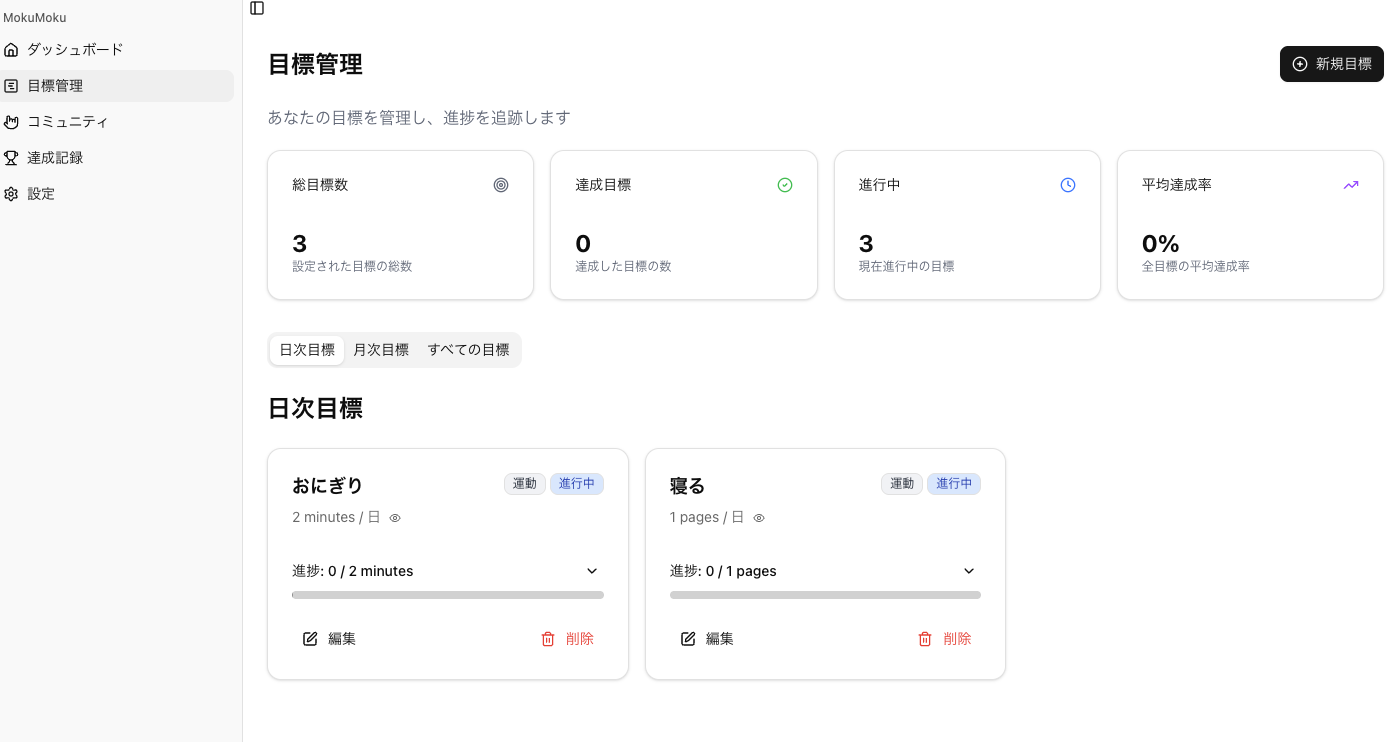 MokuMoku
ダッシュボード
目標管理
コミュニティ
達成記録
設定
目標管理
新規目標
あなたの目標を管理し、進捗を追跡します
総目標数
3
設定された目標の総数
達成目標
0
達成した目標の数
進行中
3
現在進行中の目標
平均達成率
0%
全目標の平均達成率
日次目標 月次目標 すべての目標
日次目標
おにぎり 運動 進行中
2 minutes / 日
進捗: 0 / 2 minutes
編集 削除
寝る 運動 進行中
1 pages / 日
進捗: 0 / 1 pages
編集 削除